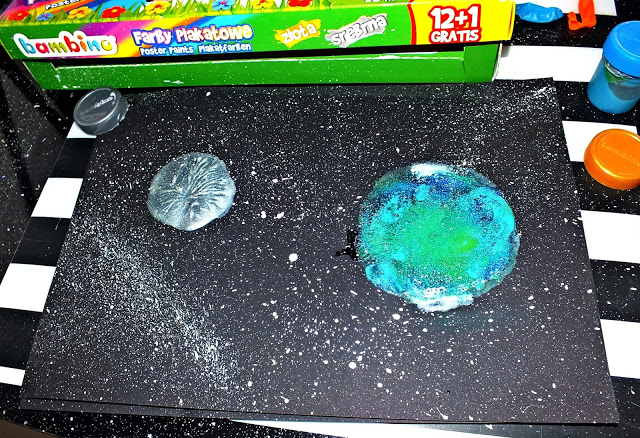 bambino
Farby Plakatowe
Poster Paints Plakatfarben
złota
srebrna
12+1
GRATIS